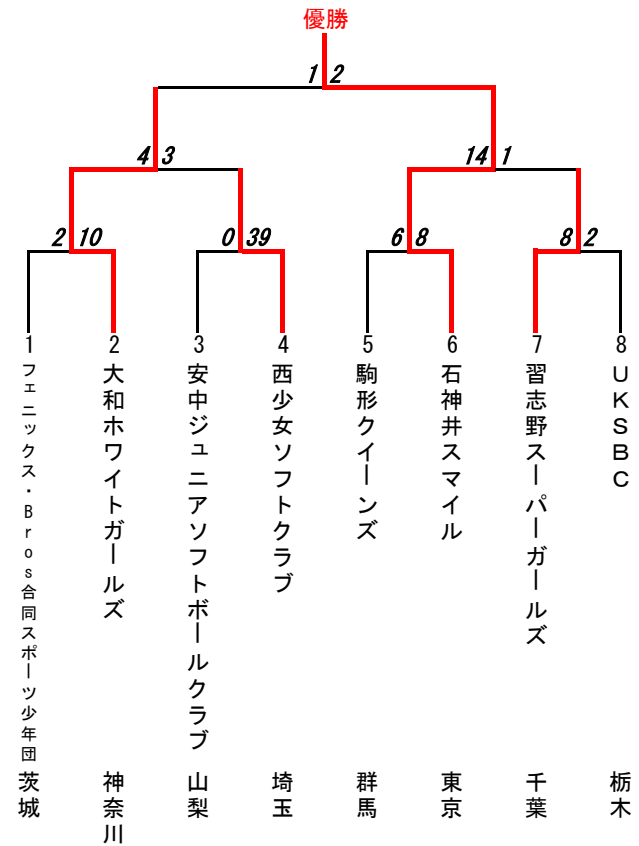 優勝
1 2
4 3
14 1
2 10
0 39
6 8
8 2
1
2
3
4
5
6
7
8
フェニックス・Bros合同スポーツ少年団
大和ホワイトガールズ
安中ジュニアソフトボールクラブ
西少女ソフトクラブ
駒形クイーンズ
石神井スマイル
習志野スーパーガールズ
UKSBC
茨城
神奈川
山梨
埼玉
群馬
東京
千葉
栃木